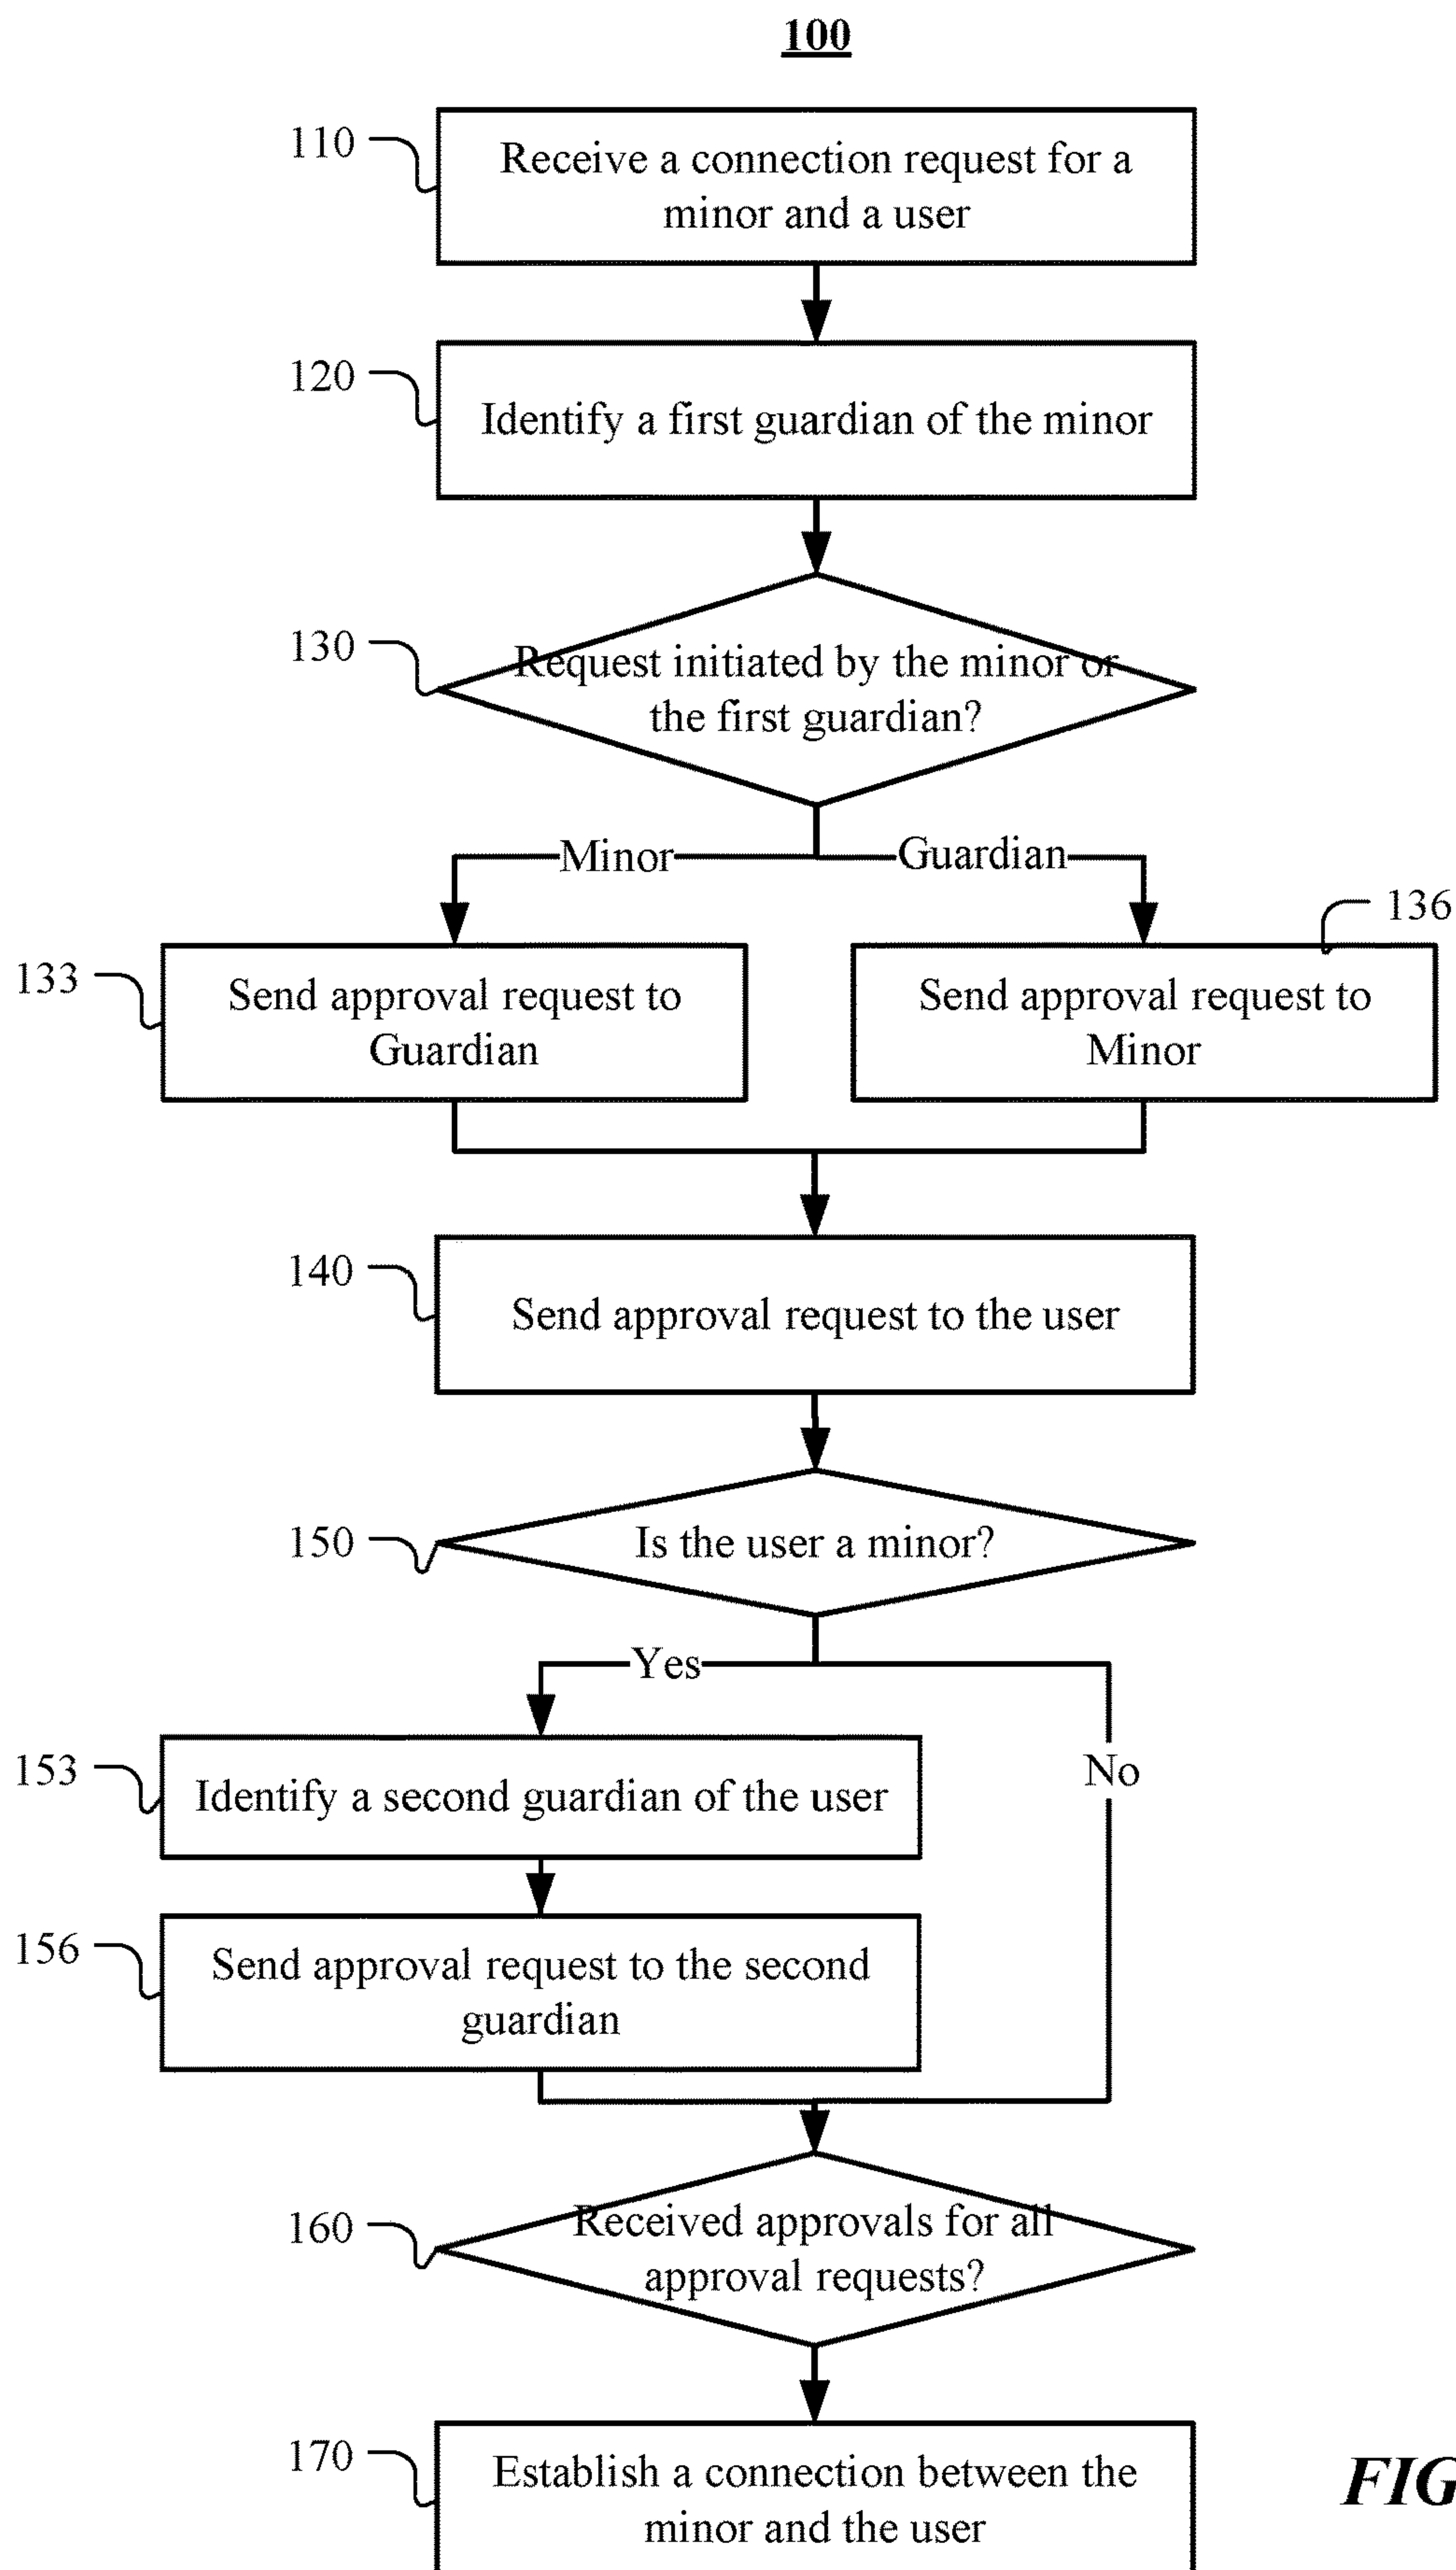 100
110
Receive a connection request for a
minor and a user
120
Identify a first guardian of the minor
130
Request initiated by the minor or
the first guardian?
Minor
Guardian
136
133
Send approval request to
Guardian
Send approval request to
Minor
140
Send approval request to the user
150
Is the user a minor?
Yes
No
153
Identify a second guardian of the user
156
Send approval request to the second
guardian
160
Received approvals for all
approval requests?
170
Establish a connection between the
minor and the user
FIG